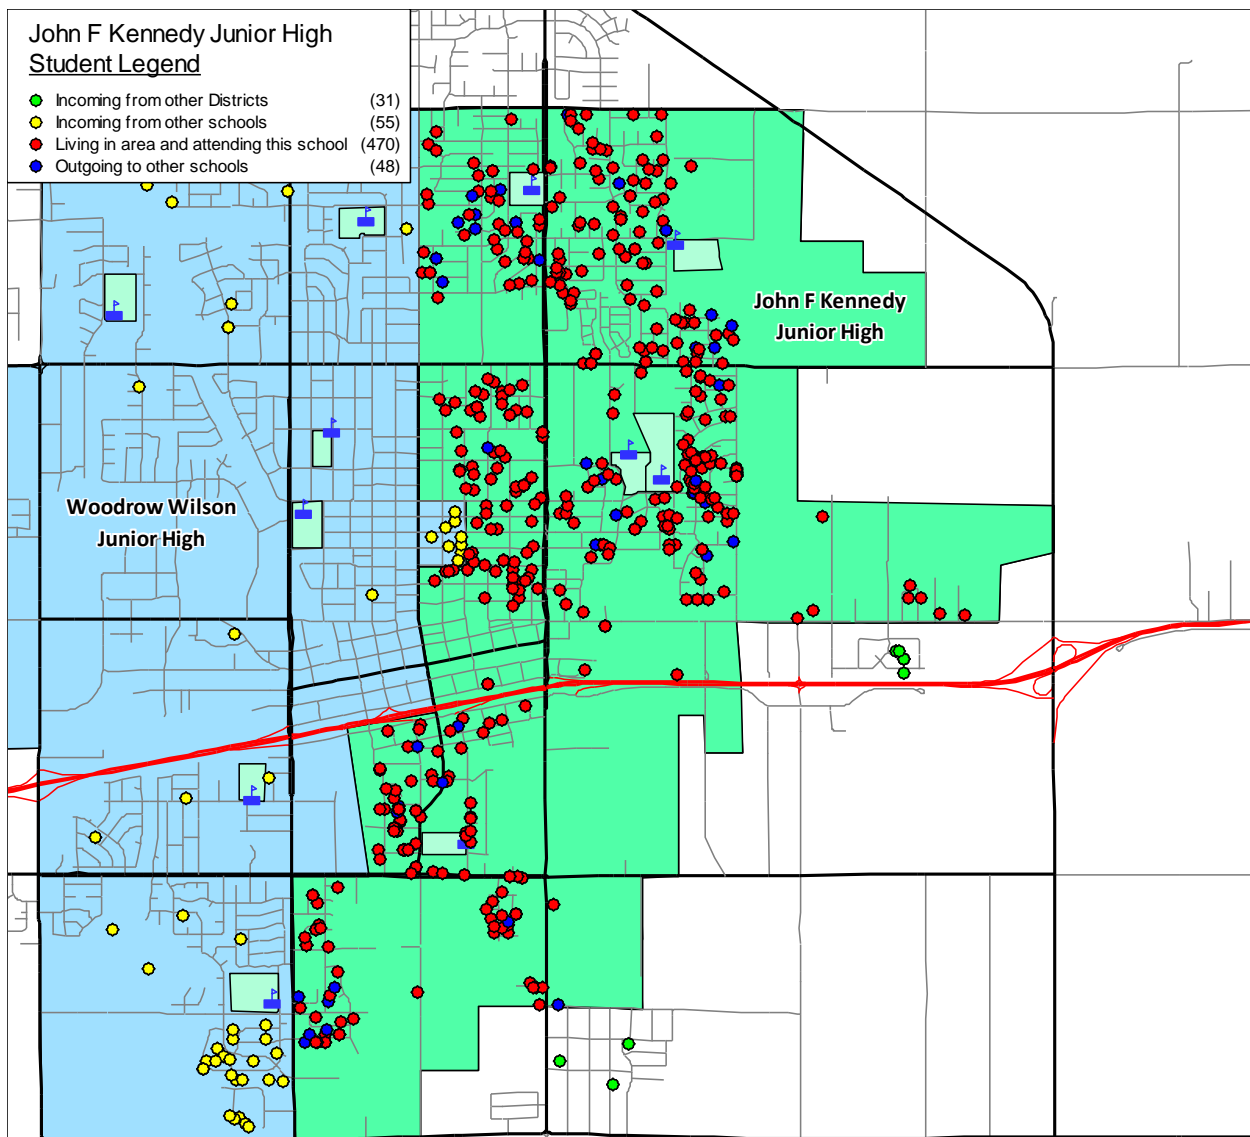 John F Kennedy Junior High
Student Legend
Incoming from other Districts (31)
Incoming from other schools (55)
Living in area and attending this school (470)
Outgoing to other schools (48)
John F Kennedy
Junior High
Woodrow Wilson
Junior High